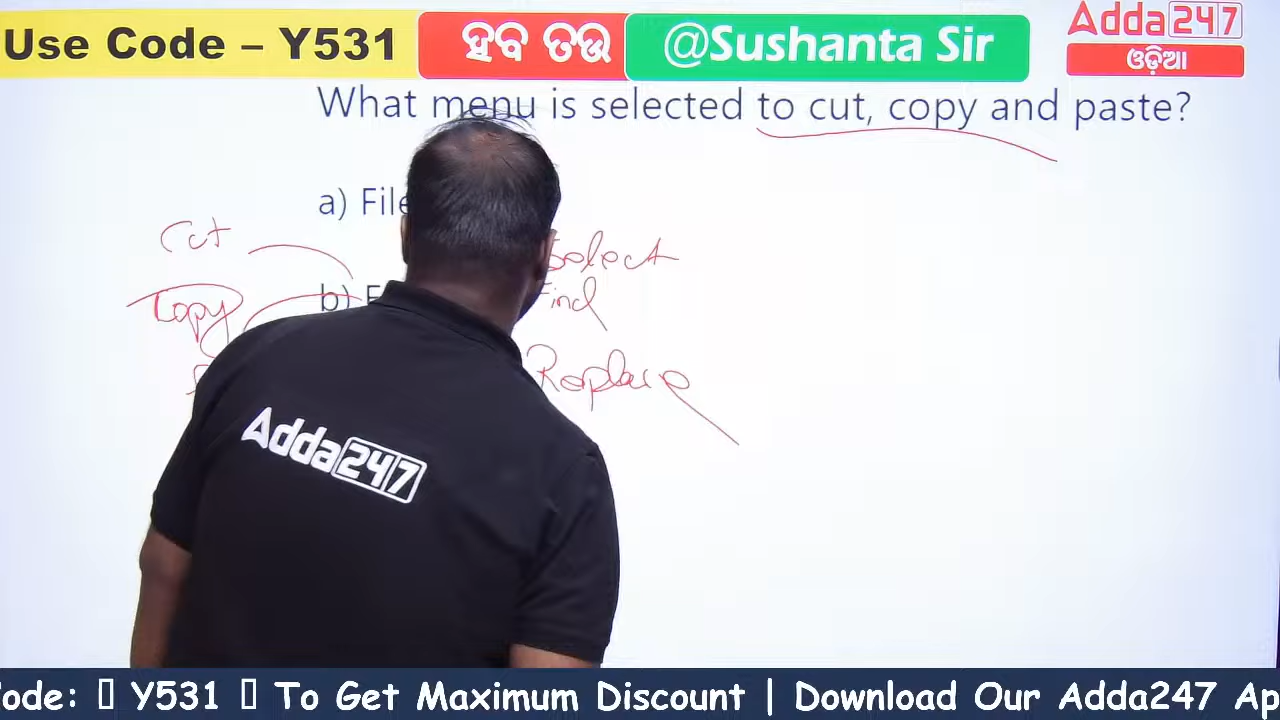 Use Code – Y531
ହବ ତଉ
@Sushanta Sir
Adda247
ଓଡ଼ିଆ
What menu is selected to cut, copy and paste?
a) File
Cut
Select
b) E
Copy
Find
Replace
Adda247
Code: Y531 To Get Maximum Discount | Download Our Adda247 Ap